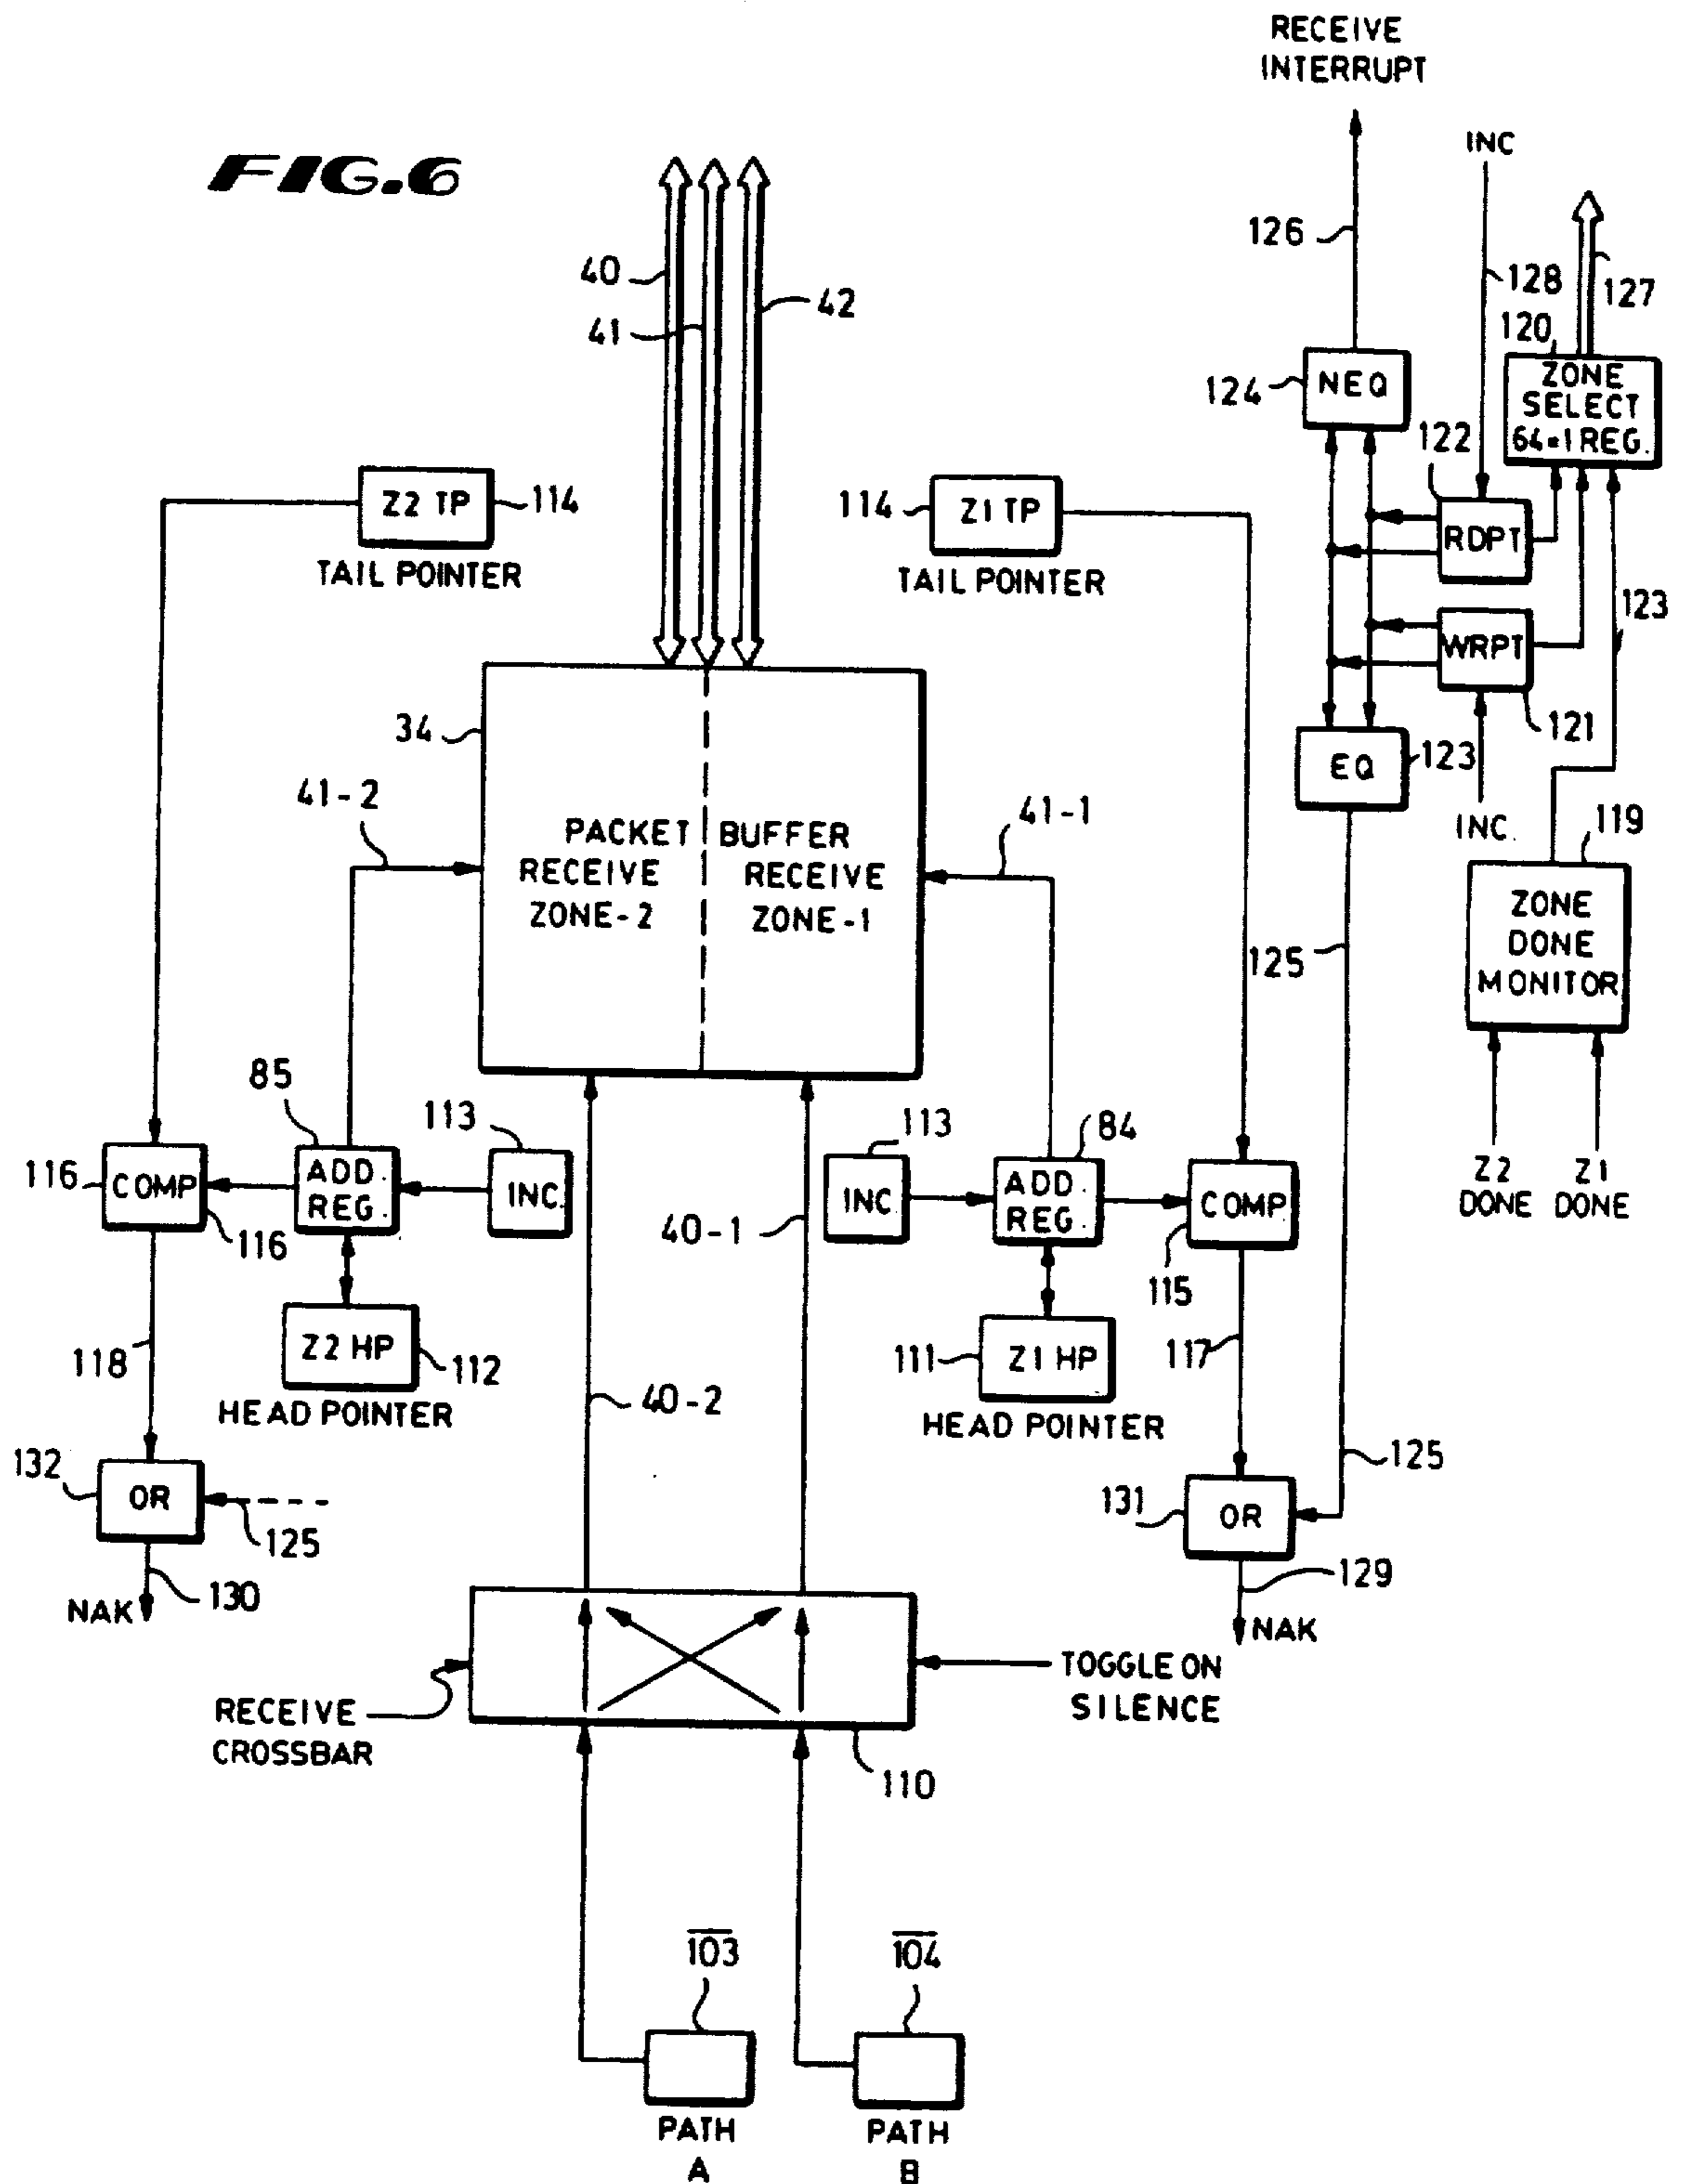 RECEIVE
INTERRUPT
FIG.6
INC
126
128
127
40
41
42
120
ZONE
SELECT
64=1 REG.
124
NEQ
122
RDPT
Z2 TP
114
TAIL POINTER
114
Z1 TP
TAIL POINTER
123
WRPT
121
34
EQ
123
INC.
119
41-2
41-1
PACKET BUFFER
RECEIVE
ZONE-2
RECEIVE
ZONE-1
ZONE
DONE
MONITOR
125
85
113
113
84
116
COMP
116
ADD.
REG.
INC.
INC
ADD.
REG.
COMP
115
Z2
DONE
Z1
DONE
40-1
118
Z2 HP
112
HEAD POINTER
40-2
111
Z1 HP
HEAD POINTER
117
132
OR
125
130
NAK
125
131
OR
129
NAK
RECEIVE
CROSSBAR
TOGGLE ON
SILENCE
110
103
104
PATH
A
PATH
B